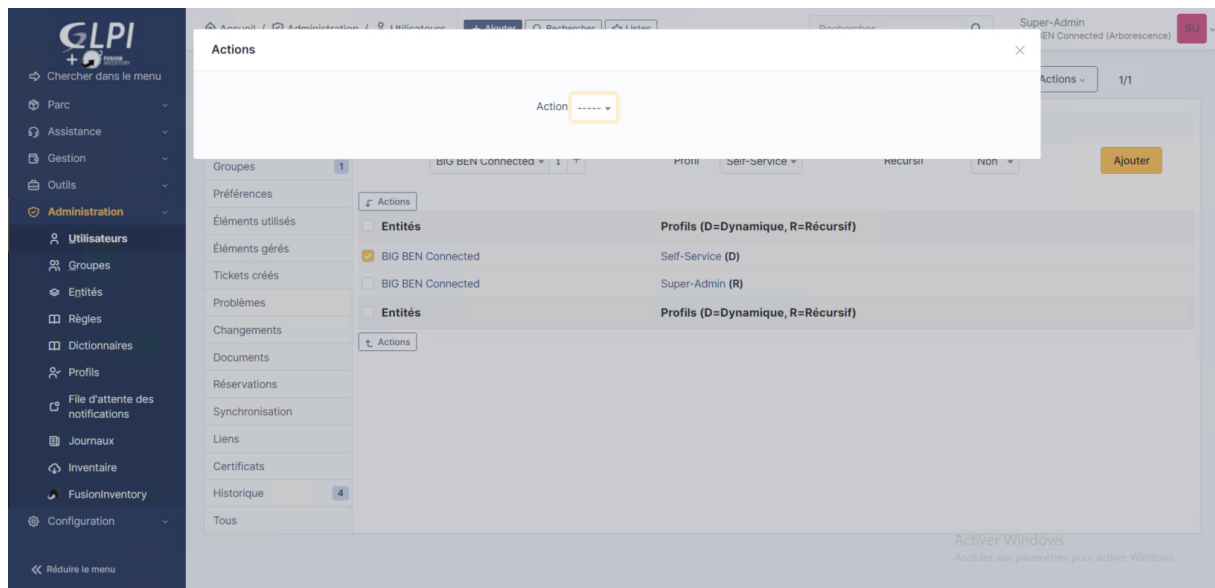 GLPI
+ FUSION INVENTORY
Chercher dans le menu
Parc
Assistance
Gestion
Outils
Administration
Utilisateurs
Groupes
Entités
Règles
Dictionnaires
Profils
File d'attente des
notifications
Journaux
Inventaire
FusionInventory
Configuration
Réduire le menu
Accueil / Administration / Utilisateurs + Ajouter Rechercher Listes Rechercher
Super-Admin
BEN Connected (Arborescence)
SU
Actions
Action -----
Actions 1/1
Groupes 1
Préférences
Éléments utilisés
Éléments gérés
Tickets créés
Problèmes
Changements
Documents
Réservations
Synchronisation
Liens
Certificats
Historique 4
Tous
BIG BEN Connected 1 + Profil Self-Service Récursif Non Ajouter
Actions
Entités Profils (D=Dynamique, R=Récursif)
BIG BEN Connected Self-Service (D)
BIG BEN Connected Super-Admin (R)
Entités Profils (D=Dynamique, R=Récursif)
Actions
Activer Windows
Accédez aux paramètres pour activer Windows.